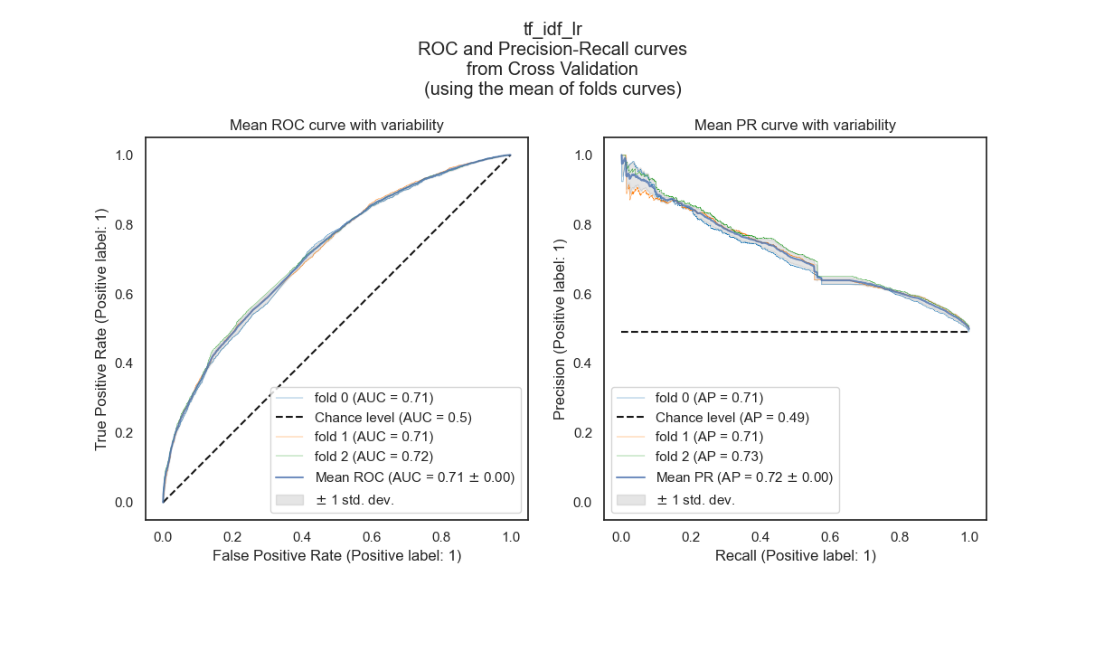 tf_idf_lr
ROC and Precision-Recall curves
from Cross Validation
(using the mean of folds curves)
Mean ROC curve with variability
True Positive Rate (Positive label: 1)
1.0
0.8
0.6
0.4
0.2
0.0
fold 0 (AUC = 0.71)
Chance level (AUC = 0.5)
fold 1 (AUC = 0.71)
fold 2 (AUC = 0.72)
Mean ROC (AUC = 0.71 ± 0.00)
± 1 std. dev.
0.0 0.2 0.4 0.6 0.8 1.0
False Positive Rate (Positive label: 1)
Mean PR curve with variability
Precision (Positive label: 1)
1.0
0.8
0.6
0.4
0.2
0.0
fold 0 (AP = 0.71)
Chance level (AP = 0.49)
fold 1 (AP = 0.71)
fold 2 (AP = 0.73)
Mean PR (AP = 0.72 ± 0.00)
± 1 std. dev.
0.0 0.2 0.4 0.6 0.8 1.0
Recall (Positive label: 1)